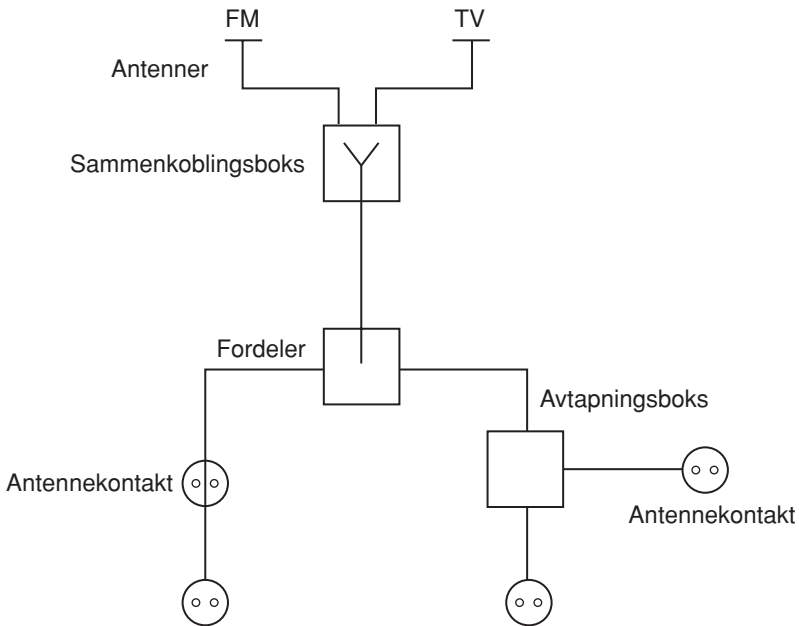 FM
TV
Antenner
Sammenkoblingsboks
Fordeler
Avtapningsboks
Antennekontakt
Antennekontakt